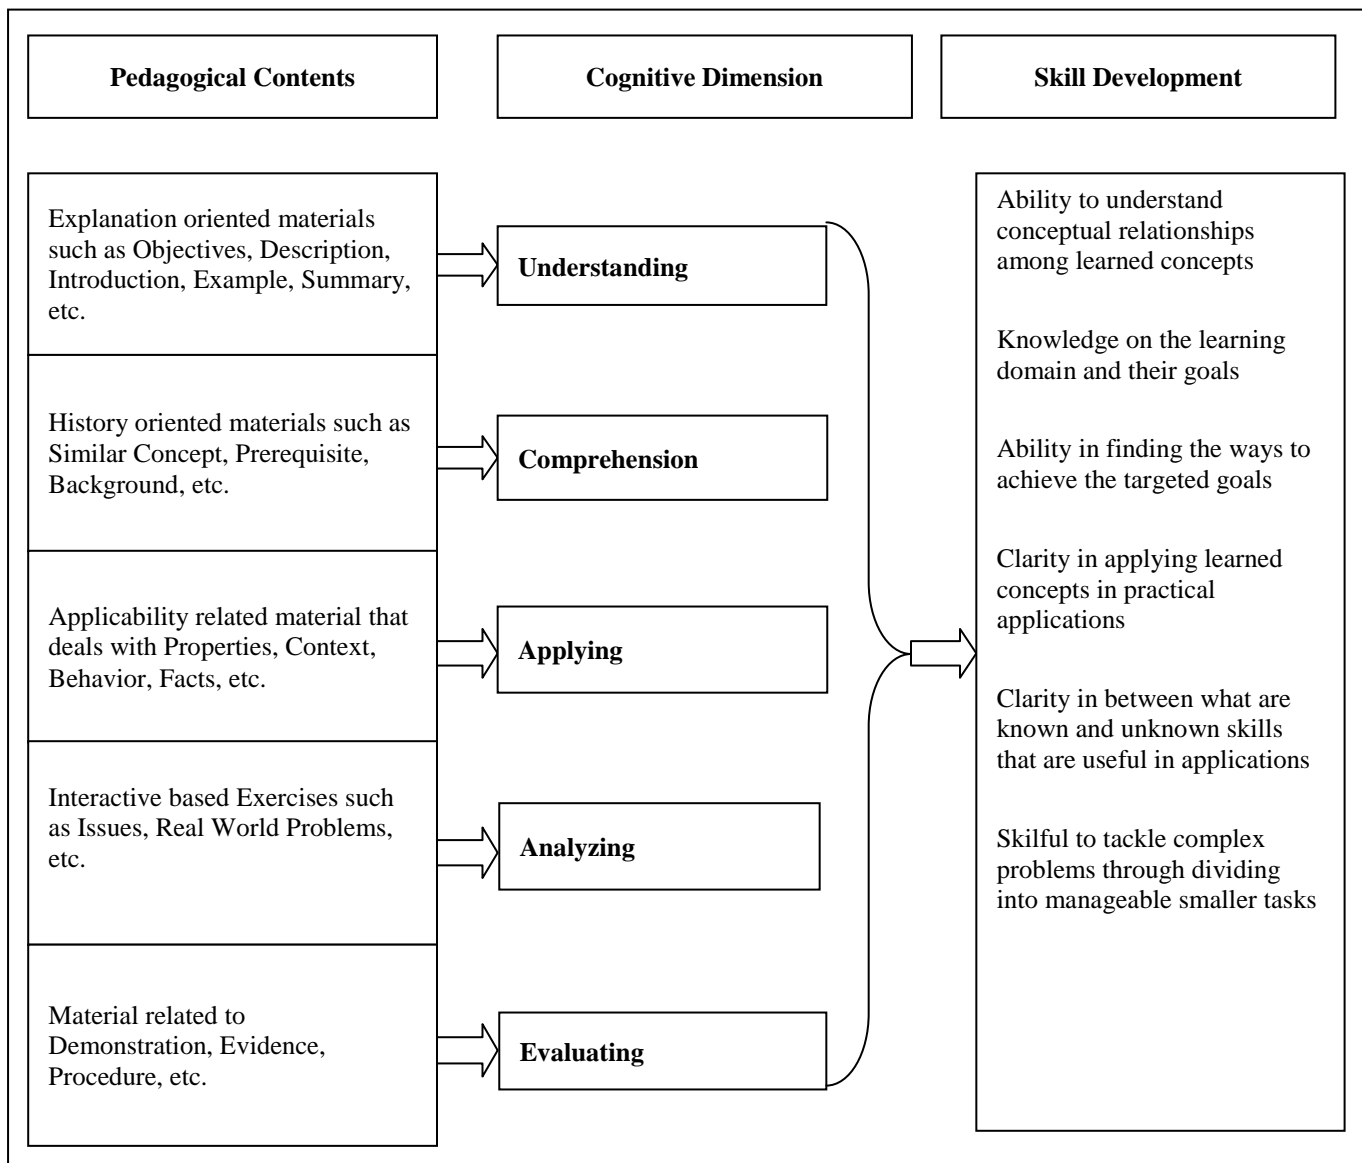 Pedagogical Contents
Cognitive Dimension
Skill Development
Explanation oriented materials
such as Objectives, Description,
Introduction, Example, Summary,
etc.
Understanding
History oriented materials such as
Similar Concept, Prerequisite,
Background, etc.
Comprehension
Applicability related material that
deals with Properties, Context,
Behavior, Facts, etc.
Applying
Interactive based Exercises such
as Issues, Real World Problems,
etc.
Analyzing
Material related to
Demonstration, Evidence,
Procedure, etc.
Evaluating
Ability to understand
conceptual relationships
among learned concepts
Knowledge on the learning
domain and their goals
Ability in finding the ways to
achieve the targeted goals
Clarity in applying learned
concepts in practical
applications
Clarity in between what are
known and unknown skills
that are useful in applications
Skilful to tackle complex
problems through dividing
into manageable smaller tasks